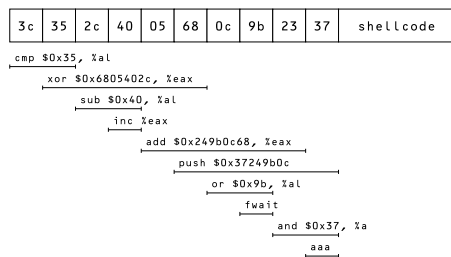 3c 35 2c 40 05 68 0c 9b 23 37 shellcode
cmp $0x35, %al
xor $0x6805402c, %eax
sub $0x40, %al
inc %eax
add $0x249b0c68, %eax
push $0x37249b0c
or $0x9b, %al
fwait
and $0x37, %a
aaa